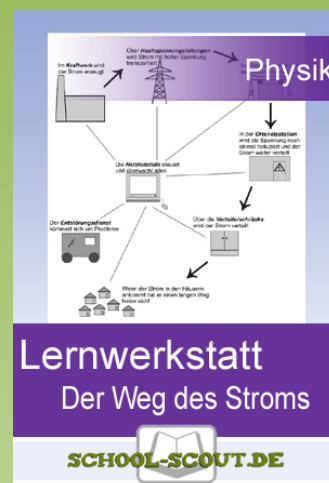 Physik
Über Hochspannungsleitungen
wird Strom mit hoher Spannung
transportiert
Im Kraftwerk wird
der Strom erzeugt
In der Ortsnetzstation
wird die Spannung noch
einmal reduziert und der
Strom weiter verteilt
Die Netzleitstelle steuert
und überwacht alles
Der Entstörungsdienst
kümmert sich um Probleme
Über die Verteilerschränke
wird der Strom verteilt
Wenn der Strom in den Häusern
ankommt hat er einen langen Weg
hinter sich!
Lernwerkstatt
Der Weg des Stroms
SCHOOL-SCOUT.DE